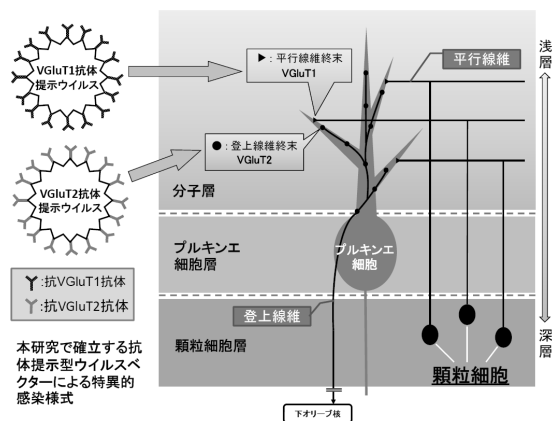 VGluT1抗体
提示ウイルス
▶：平行線維終末
VGluT1
平行線維
浅層
VGluT2抗体
提示ウイルス
●：登上線維終末
VGluT2
分子層
プルキンエ
細胞層
プルキンエ
細胞
:抗VGluT1抗体
:抗VGluT2抗体
登上線維
顆粒細胞層
顆粒細胞
深層
本研究で確立する抗
体提示型ウイルスベ
クターによる特異的
感染様式
下オリーブ核